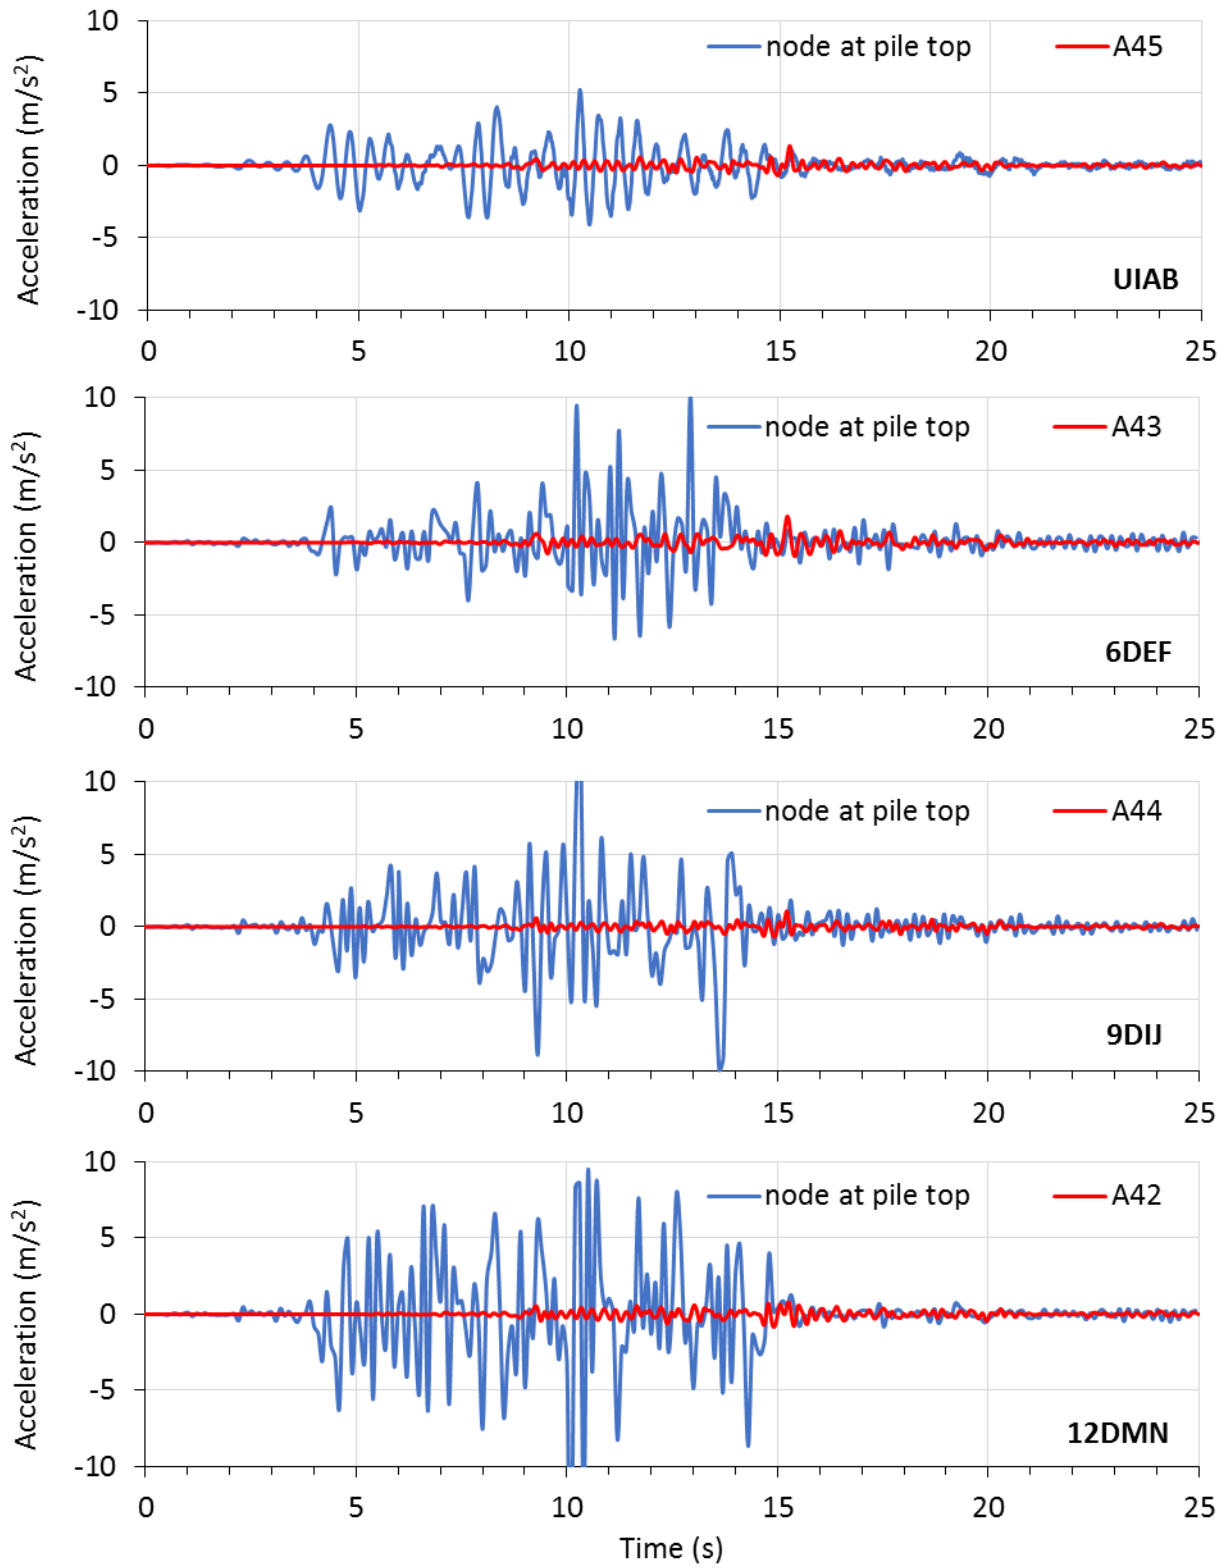 10
5
0
-5
-10
Acceleration (m/s²)
node at pile top A45
UIAB
0 5 10 15 20 25
10
5
0
-5
-10
Acceleration (m/s²)
node at pile top A43
6DEF
0 5 10 15 20 25
10
5
0
-5
-10
Acceleration (m/s²)
node at pile top A44
9DIJ
0 5 10 15 20 25
10
5
0
-5
-10
Acceleration (m/s²)
node at pile top A42
12DMN
0 5 10 15 20 25
Time (s)